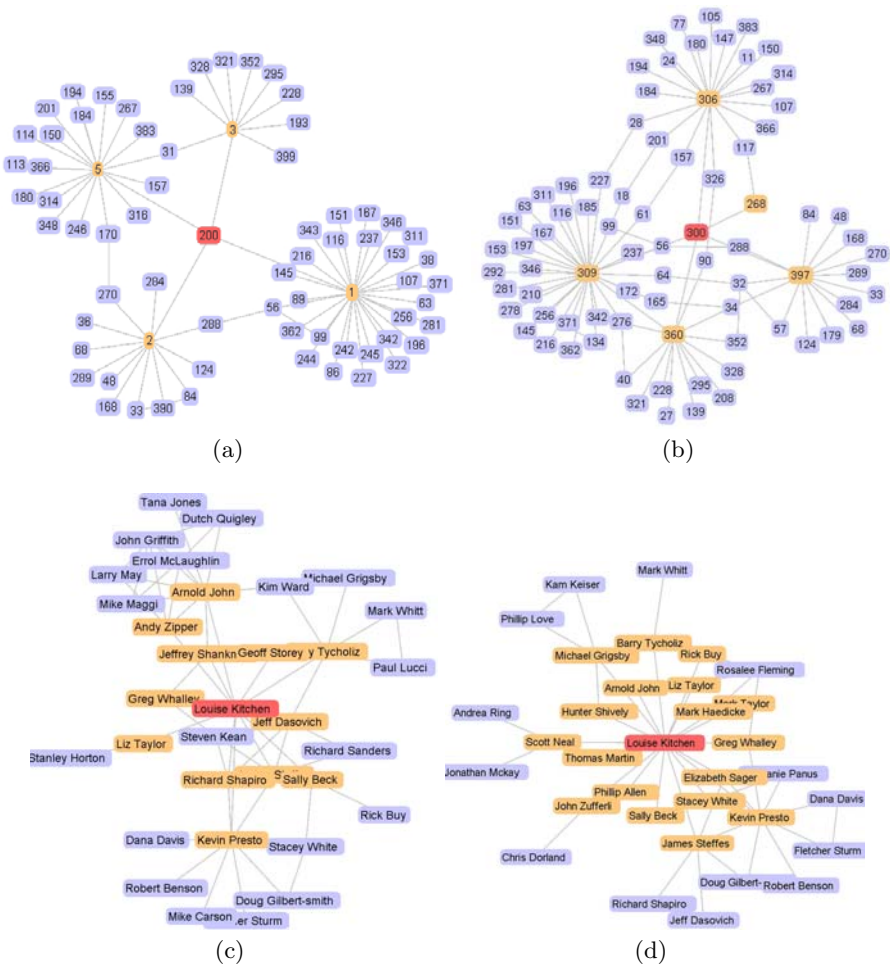 328 321 352
139 295
194 155 228
201 184 267 3
193
114 150 383
31 399
113 366 5
157
180 314
318
348 246 170 200
151 187
343 346
116 237 311
216 153 38
145 107 371
270 284 89 1
56 63
36 288 256
362 281
68 2 99 342 196
244 242 245
124 322
289 48 86
84 227
168 33 390
(a)
77 105
348 180 147 383
24 11 150
194 314
184 306 267
107
28 366
201 117
157
227 18 326
311 196 268
63 185 61
151 116 99 84 48
167 300
153 197 237 56 288 168
90 270
292 346 309 64 397 289
281 210 172 32
165 34 33
278 256 284
371 342 276 57 68
145 179
216 134 360 124
362 352
40 328
228 295
321 208
27 139
(b)
Tana Jones
Dutch Quigley
John Griffith
Errol McLaughlin
Larry May
Arnold John Kim Ward Michael Grigsby
Mike Maggi Mark Whitt
Andy Zipper
Jeffrey Shankm Geoff Storey y Tycholiz
Paul Lucci
Greg Whalley
Louise Kitchen
Jeff Dasovich
Liz Taylor Steven Kean
Richard Sanders
Stanley Horton
Richard Shapiro Sally Beck
Rick Buy
Dana Davis Kevin Presto
Stacey White
Robert Benson
Doug Gilbert-smith
Mike Carson er Sturm
(c)
Mark Whitt
Kam Keiser
Phillip Love
Barry Tycholiz
Michael Grigsby Rick Buy
Rosalee Fleming
Arnold John Liz Taylor
Mark Taylor
Andrea Ring Hunter Shively Mark Haedicke
Scott Neal Louise Kitchen Greg Whalley
Thomas Martin
Jonathan Mckay Elizabeth Sager anie Panus
Phillip Allen
John Zufferli Stacey White Dana Davis
Sally Beck Kevin Presto
James Steffes
Chris Dorland Fletcher Sturm
Doug Gilbert- Robert Benson
Richard Shapiro
Jeff Dasovich
(d)